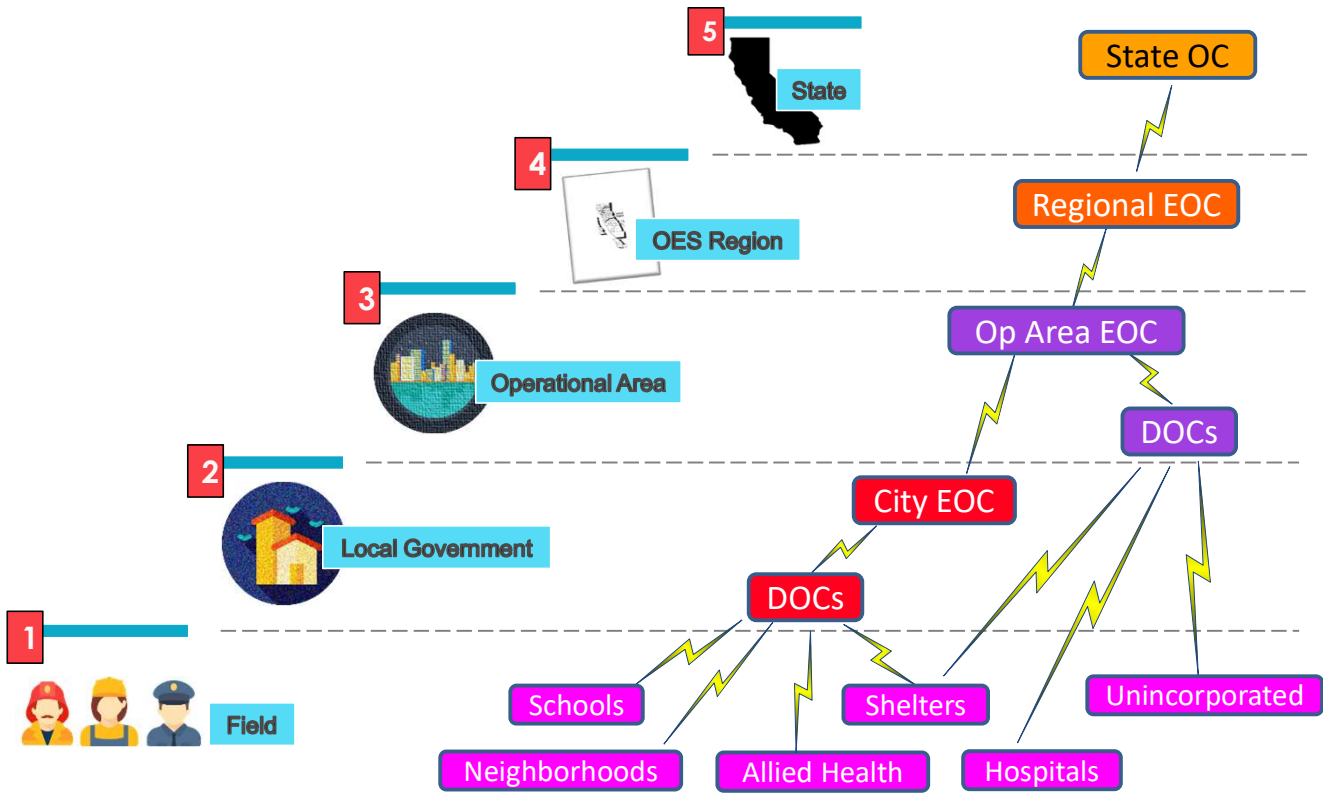 5
State OC
State
4
Regional EOC
OES Region
3
Op Area EOC
Operational Area
DOCs
2
City EOC
Local Government
DOCs
1
Schools
Shelters
Unincorporated
Field
Neighborhoods
Allied Health
Hospitals